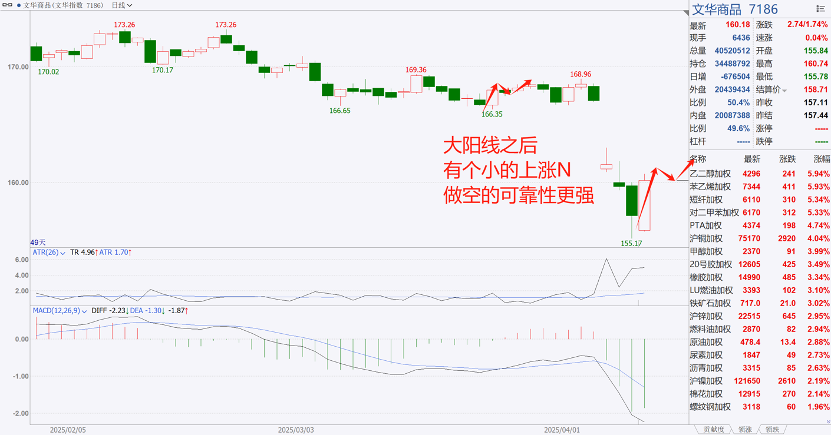 文华商品(文华指数 7186) 日线
文华商品 7186
最新 160.18 涨跌 2.74/1.74%
现手 6436 速涨 0.04%
总量 40520512 开盘 155.84
持仓 34488792 最高 160.74
日增 -676504 最低 155.78
外盘 20439434 结算价 158.71
比例 50.4% 昨收 157.11
内盘 20087388 昨结 157.44
比例 49.6% 涨停 -----
杠杆 ----- 跌停 -----
名称 最新 涨跌 涨幅
乙二醇加权 4296 241 5.94%
苯乙烯加权 7344 411 5.93%
短纤加权 6110 310 5.34%
对二甲苯加权 6170 312 5.33%
PTA加权 4374 198 4.74%
沪铜加权 75170 2920 4.04%
甲醇加权 2370 91 3.99%
20号胶加权 12605 425 3.49%
橡胶加权 14990 485 3.34%
LU燃油加权 3393 102 3.10%
铁矿石加权 717.0 21.0 3.02%
沪锌加权 22515 645 2.95%
燃料油加权 2870 82 2.94%
原油加权 478.4 13.4 2.88%
尿素加权 1847 49 2.73%
沥青加权 3315 85 2.63%
沪镍加权 121650 2610 2.19%
棉花加权 12915 270 2.14%
螺纹钢加权 3118 60 1.96%
贡献度 领涨 领跌
173.26
173.26
170.00
170.02
170.17
169.36
168.96
166.65
166.35
大阳线之后
有个小的上涨N
做空的可靠性更强
160.00
155.17
49天
ATR(26) TR 4.96↑ ATR 1.70↑
6.00
4.00
2.00
MACD(12,26,9) DIFF -2.23↓ DEA -1.30↓ -1.87↑
0.00
-1.00
-2.00
2025/02/05 2025/03/03 2025/04/01